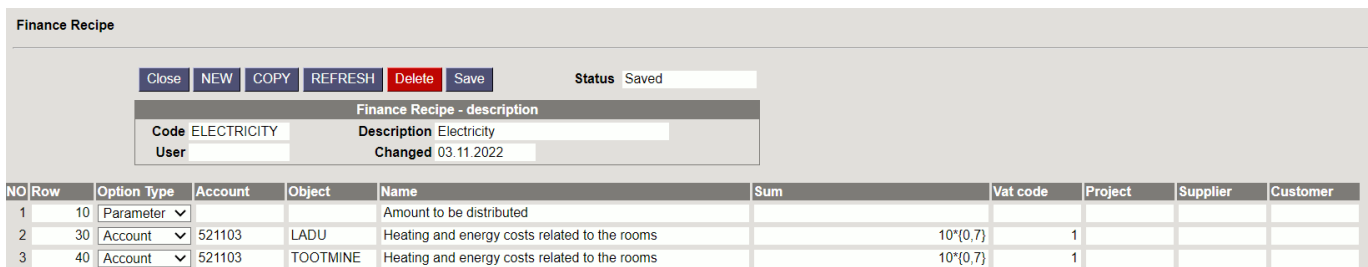 Finance Recipe
Close NEW COPY REFRESH Delete Save Status Saved
Finance Recipe - description
Code ELECTRICITY Description Electricity
User Changed 03.11.2022
NO Row Option Type Account Object Name Sum Vat code Project Supplier Customer
1 10 Parameter Amount to be distributed
2 30 Account 521103 LADU Heating and energy costs related to the rooms 10*{0,7} 1
3 40 Account 521103 TOOTMINE Heating and energy costs related to the rooms 10*{0,7} 1